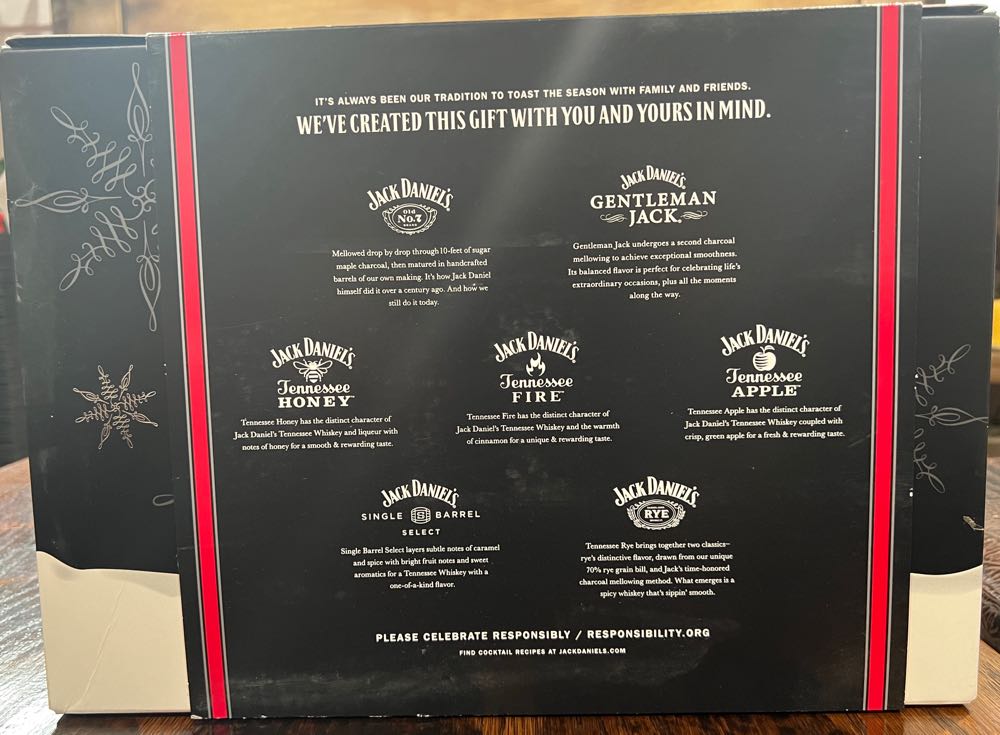 IT'S ALWAYS BEEN OUR TRADITION TO TOAST THE SEASON WITH FAMILY AND FRIENDS.
WE'VE CREATED THIS GIFT WITH YOU AND YOURS IN MIND.
JACK DANIEL'S
Old
No.7
BRAND
Mellowed drop by drop through 10-feet of sugar
maple charcoal, then matured in handcrafted
barrels of our own making. It's how Jack Daniel
himself did it over a century ago. And how we
still do it today.
JACK DANIEL'S
GENTLEMAN
JACK
Gentleman Jack undergoes a second charcoal
mellowing to achieve exceptional smoothness.
Its balanced flavor is perfect for celebrating life's
extraordinary occasions, plus all the moments
along the way.
JACK DANIEL'S
Tennessee
HONEY
Tennessee Honey has the distinct character of
Jack Daniel's Tennessee Whiskey and liqueur with
notes of honey for a smooth & rewarding taste.
JACK DANIEL'S
Tennessee
FIRE
Tennessee Fire has the distinct character of
Jack Daniel's Tennessee Whiskey and the warmth
of cinnamon for a unique & rewarding taste.
JACK DANIEL'S
Tennessee
APPLE
Tennessee Apple has the distinct character of
Jack Daniel's Tennessee Whiskey coupled with
crisp, green apple for a fresh & rewarding taste.
JACK DANIEL'S
SINGLE BARREL
SELECT
Single Barrel Select layers subtle notes of caramel
and spice with bright fruit notes and sweet
aromatics for a Tennessee Whiskey with a
one-of-a-kind flavor.
JACK DANIEL'S
RYE
Tennessee Rye brings together two classics–
rye's distinctive flavor, drawn from our unique
70% rye grain bill, and Jack's time-honored
charcoal mellowing method. What emerges is a
spicy whiskey that's sippin' smooth.
PLEASE CELEBRATE RESPONSIBLY / RESPONSIBILITY.ORG
FIND COCKTAIL RECIPES AT JACKDANIELS.COM